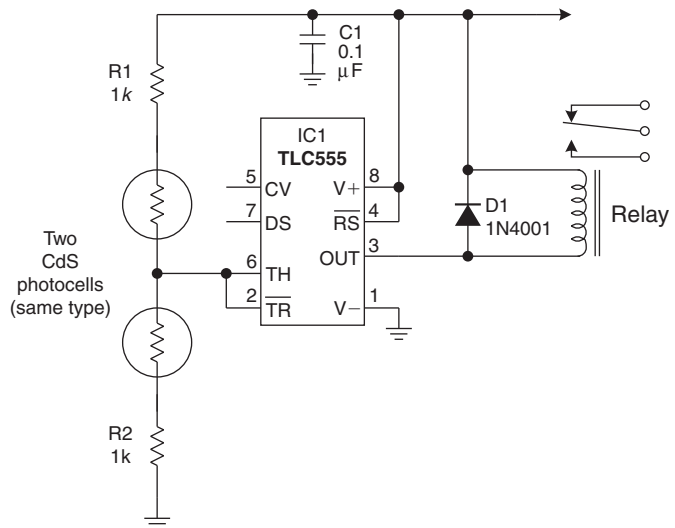 C1
0.1
μF
R1
1k
IC1
TLC555
5
CV
7
DS
6
TH
2
TR
8
V+
4
RS
3
OUT
1
V−
D1
1N4001
Relay
Two
CdS
photocells
(same type)
R2
1k